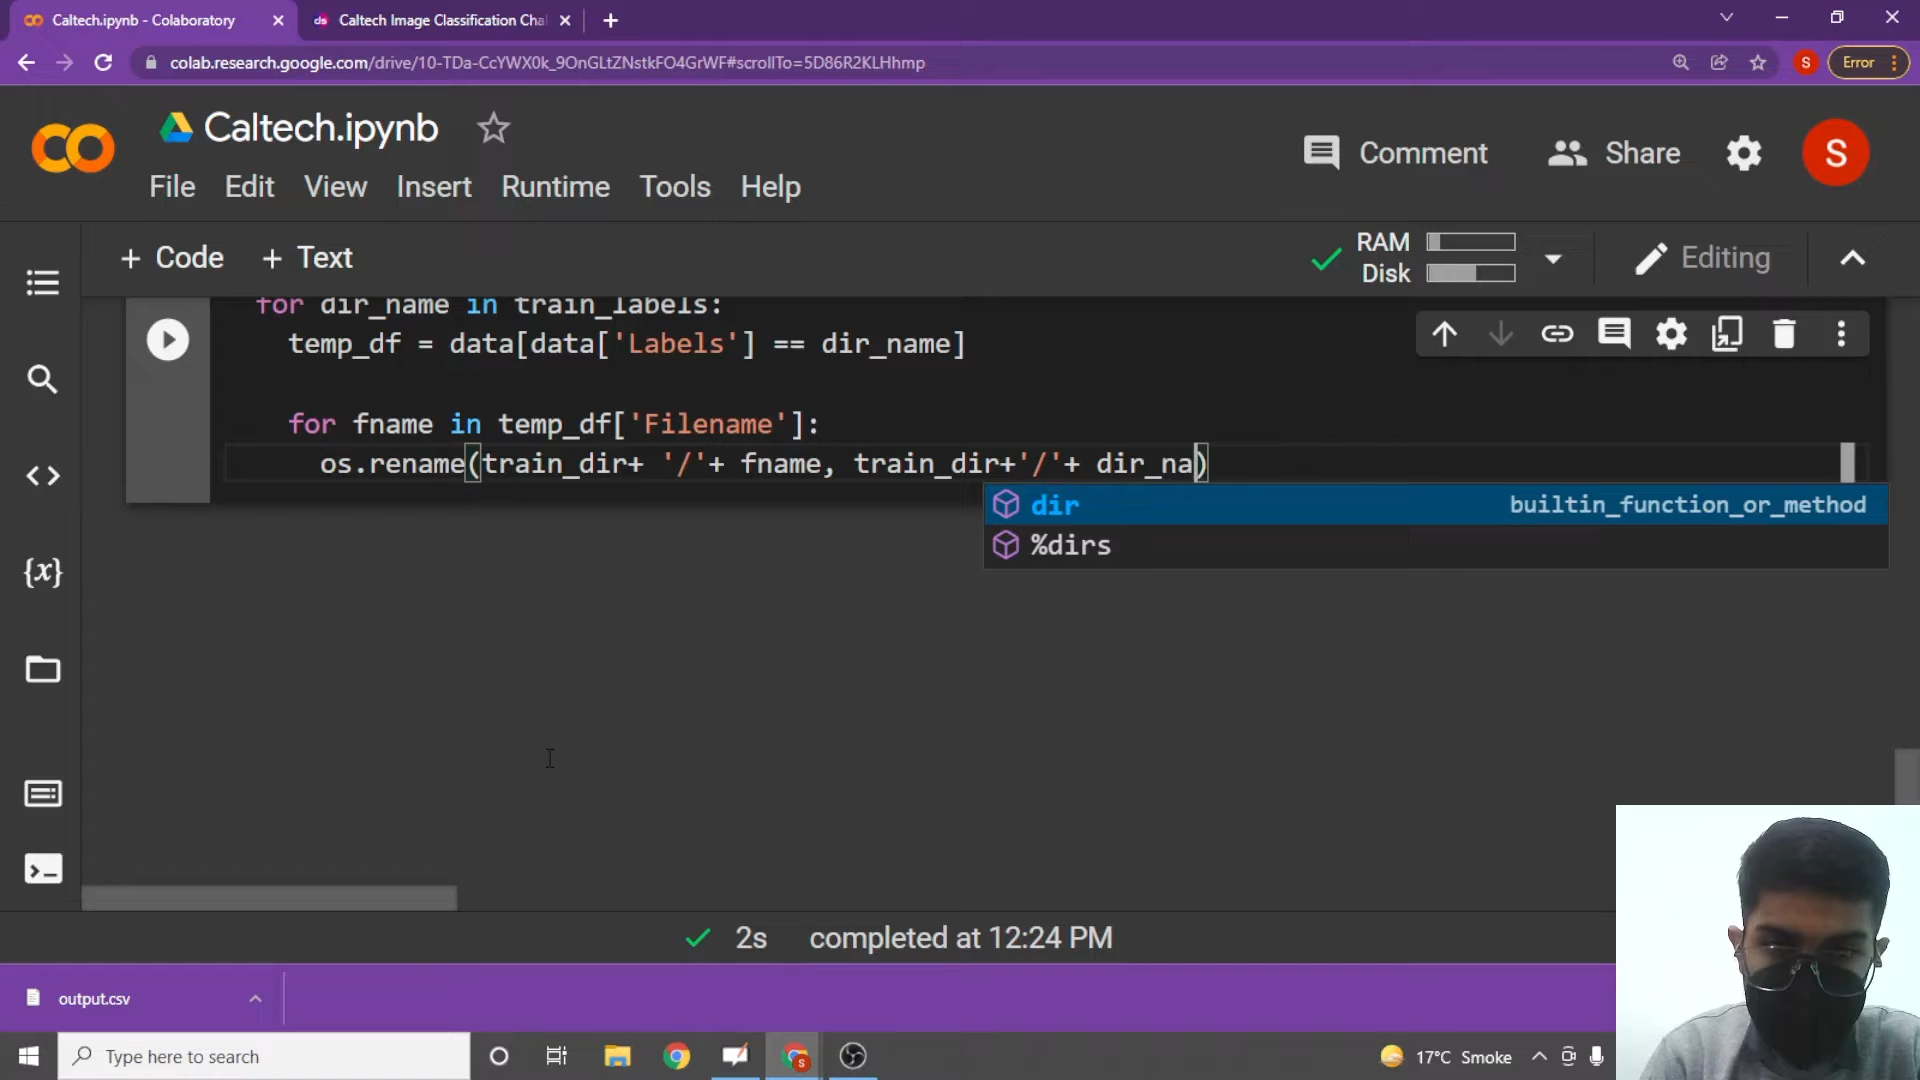 Caltech.ipynb - Colaboratory
ds Caltech Image Classification Cha
colab.research.google.com/drive/10-TDa-CcYWX0k_9OnGLtZNstkFO4GrWF#scrollTo=5D86R2KLHhmp
S
Error
Caltech.ipynb
Comment
Share
S
File Edit View Insert Runtime Tools Help
+ Code + Text
RAM
Disk
Editing
for dir_name in train_labels:
temp_df = data[data['Labels'] == dir_name]
for fname in temp_df['Filename']:
os.rename(train_dir+ '/'+ fname, train_dir+'/'+ dir_na)
dir builtin_function_or_method
%dirs
{x}
2s completed at 12:24 PM
output.csv
Type here to search
S
17°C Smoke